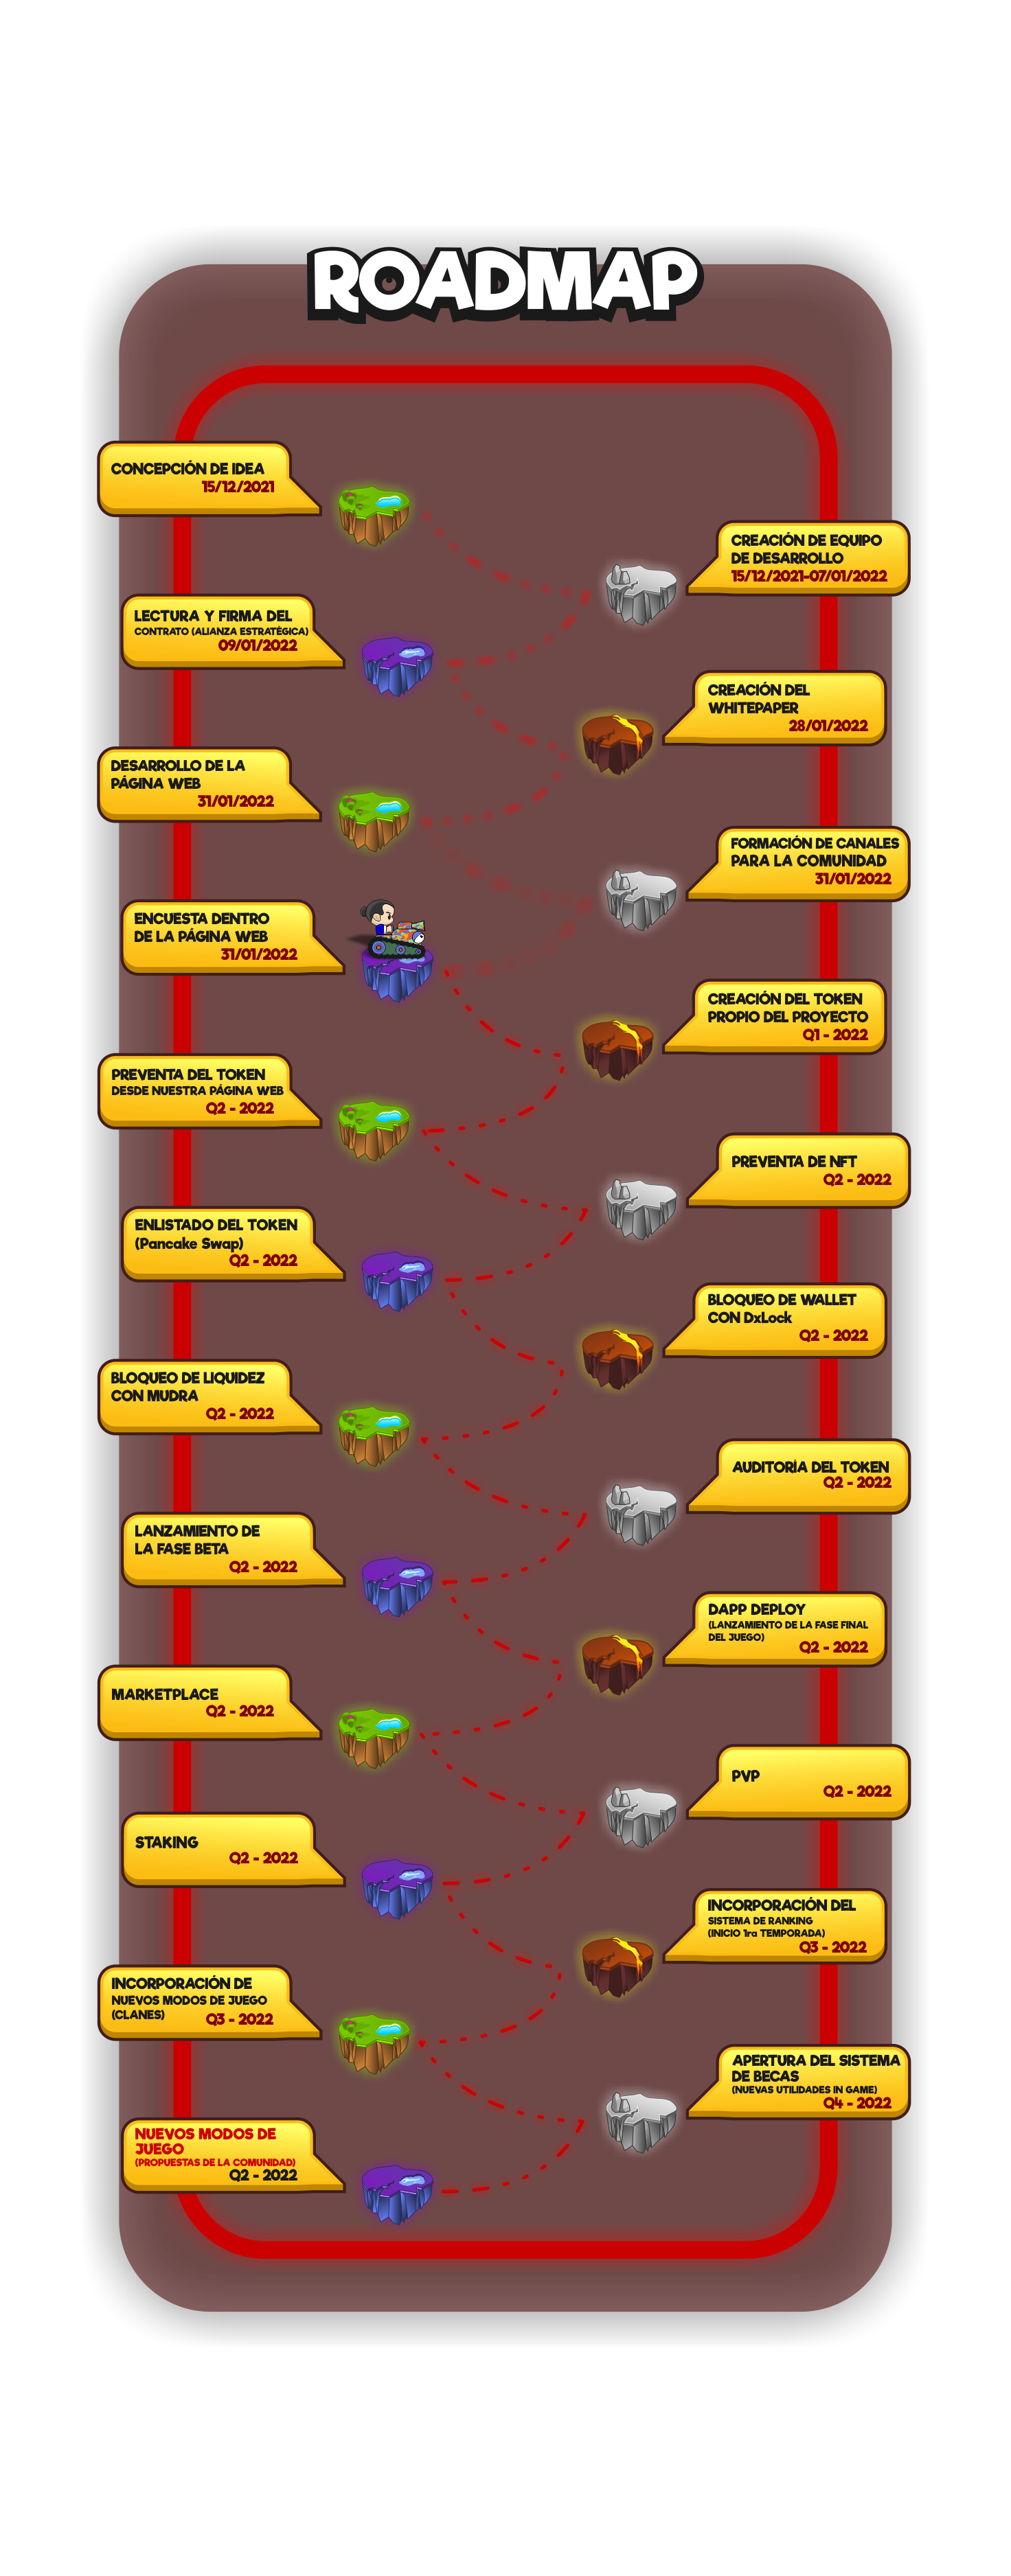 ROADMAP
CONCEPCIÓN DE IDEA
15/12/2021
CREACIÓN DE EQUIPO
DE DESARROLLO
15/12/2021-07/01/2022
LECTURA Y FIRMA DEL
CONTRATO (ALIANZA ESTRATÉGICA)
09/01/2022
CREACIÓN DEL
WHITEPAPER
28/01/2022
DESARROLLO DE LA
PÁGINA WEB
31/01/2022
FORMACIÓN DE CANALES
PARA LA COMUNIDAD
31/01/2022
ENCUESTA DENTRO
DE LA PÁGINA WEB
31/01/2022
CREACIÓN DEL TOKEN
PROPIO DEL PROYECTO
Q1 - 2022
PREVENTA DEL TOKEN
DESDE NUESTRA PÁGINA WEB
Q2 - 2022
PREVENTA DE NFT
Q2 - 2022
ENLISTADO DEL TOKEN
(Pancake Swap)
Q2 - 2022
BLOQUEO DE WALLET
CON DxLock
Q2 - 2022
BLOQUEO DE LIQUIDEZ
CON MUDRA
Q2 - 2022
AUDITORÍA DEL TOKEN
Q2 - 2022
LANZAMIENTO DE
LA FASE BETA
Q2 - 2022
DAPP DEPLOY
(LANZAMIENTO DE LA FASE FINAL
DEL JUEGO)
Q2 - 2022
MARKETPLACE
Q2 - 2022
PVP
Q2 - 2022
STAKING
Q2 - 2022
INCORPORACIÓN DEL
SISTEMA DE RANKING
(INICIO 1ra TEMPORADA)
Q3 - 2022
INCORPORACIÓN DE
NUEVOS MODOS DE JUEGO
(CLANES)
Q3 - 2022
APERTURA DEL SISTEMA
DE BECAS
(NUEVAS UTILIDADES IN GAME)
Q4 - 2022
NUEVOS MODOS DE
JUEGO
(PROPUESTAS DE LA COMUNIDAD)
Q2 - 2022